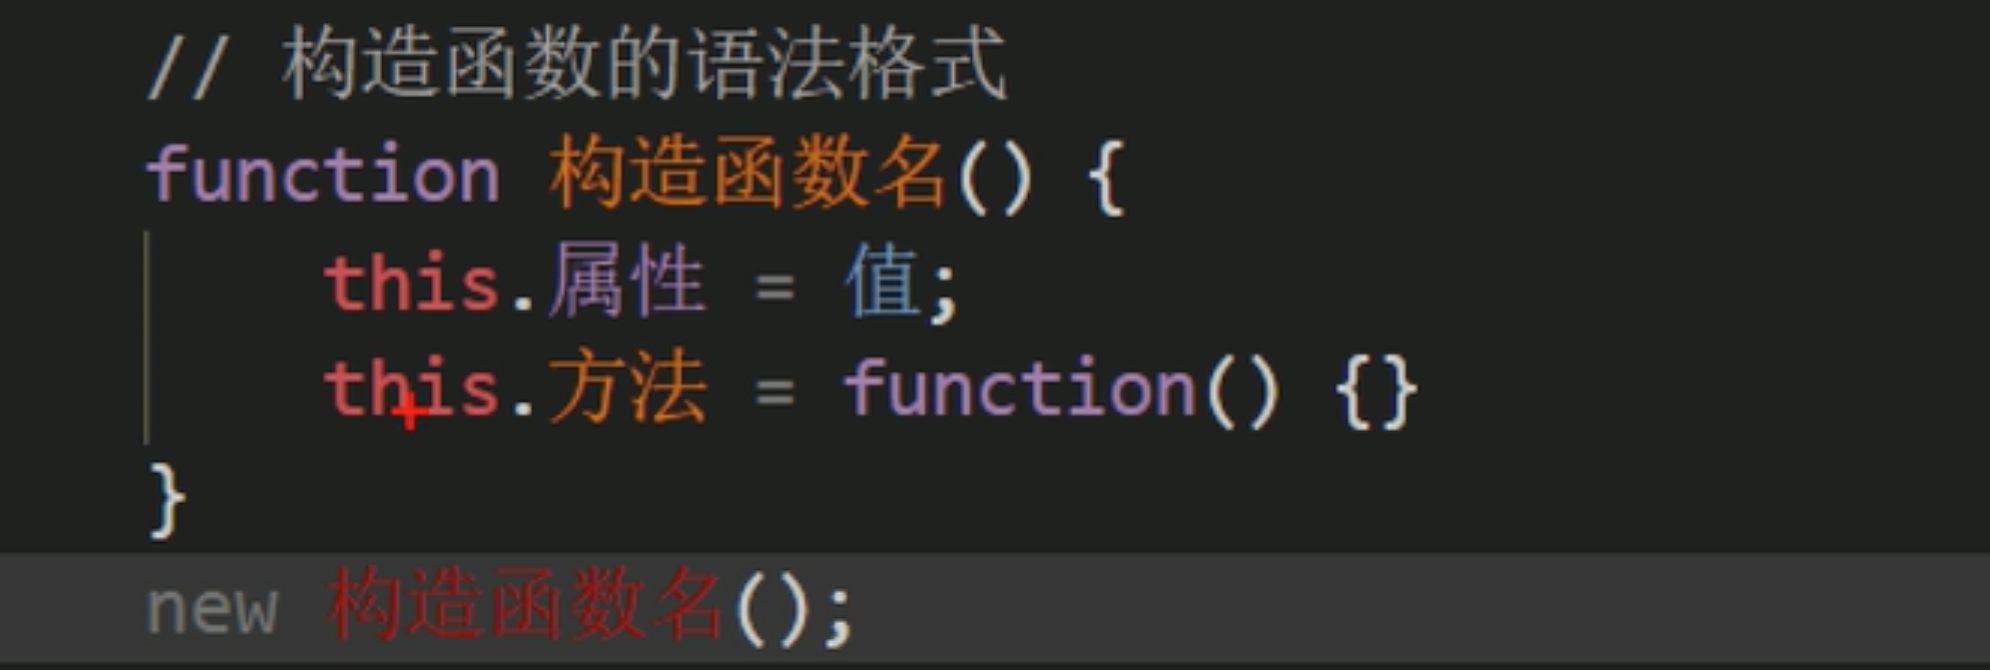 // 构造函数的语法格式
function 构造函数名() {
this.属性 = 值;
this.方法 = function() {}
}
new 构造函数名();